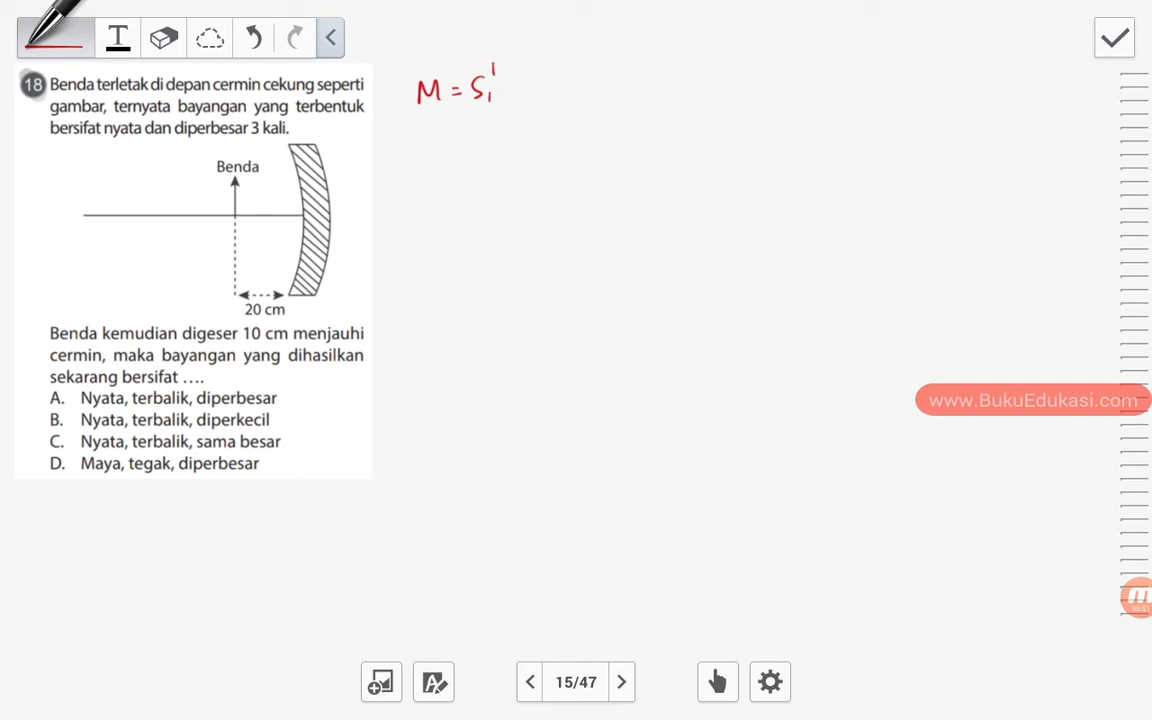 T
18 Benda terletak di depan cermin cekung seperti
gambar, ternyata bayangan yang terbentuk
bersifat nyata dan diperbesar 3 kali.
M = S₁'
Benda
20 cm
Benda kemudian digeser 10 cm menjauhi
cermin, maka bayangan yang dihasilkan
sekarang bersifat ....
A. Nyata, terbalik, diperbesar
B. Nyata, terbalik, diperkecil
C. Nyata, terbalik, sama besar
D. Maya, tegak, diperbesar
www.BukuEdukasi.com
00:51
15/47